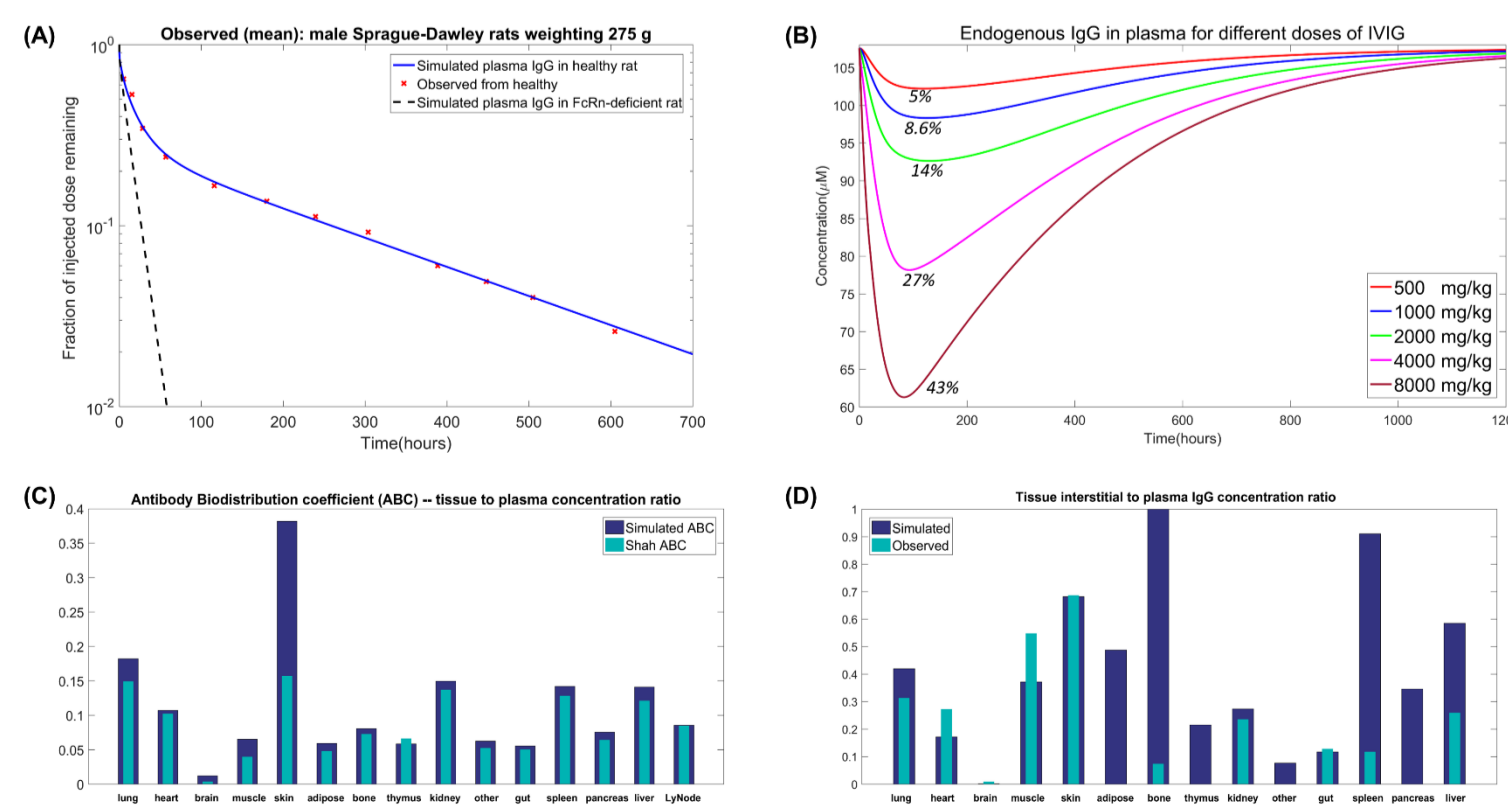 (A)
Observed (mean): male Sprague-Dawley rats weighting 275 g
Simulated plasma IgG in healthy rat
Observed from healthy
Simulated plasma IgG in FcRn-deficient rat
Fraction of injected dose remaining
10^0
10^-1
10^-2
0 100 200 300 400 500 600 700
Time(hours)
(B)
Endogenous IgG in plasma for different doses of IVIG
Concentration(μM)
105
100
95
90
85
80
75
70
65
60
5%
8.6%
14%
27%
43%
500 mg/kg
1000 mg/kg
2000 mg/kg
4000 mg/kg
8000 mg/kg
0 200 400 600 800 1000 120
Time(hours)
(C)
Antibody Biodistribution coefficient (ABC) -- tissue to plasma concentration ratio
Simulated ABC
Shah ABC
0.4
0.35
0.3
0.25
0.2
0.15
0.1
0.05
0
lung heart brain muscle skin adipose bone thymus kidney other gut spleen pancreas liver LyNode
(D)
Tissue interstitial to plasma IgG concentration ratio
Simulated
Observed
1
0.9
0.8
0.7
0.6
0.5
0.4
0.3
0.2
0.1
0
lung heart brain muscle skin adipose bone thymus kidney other gut spleen pancreas liver